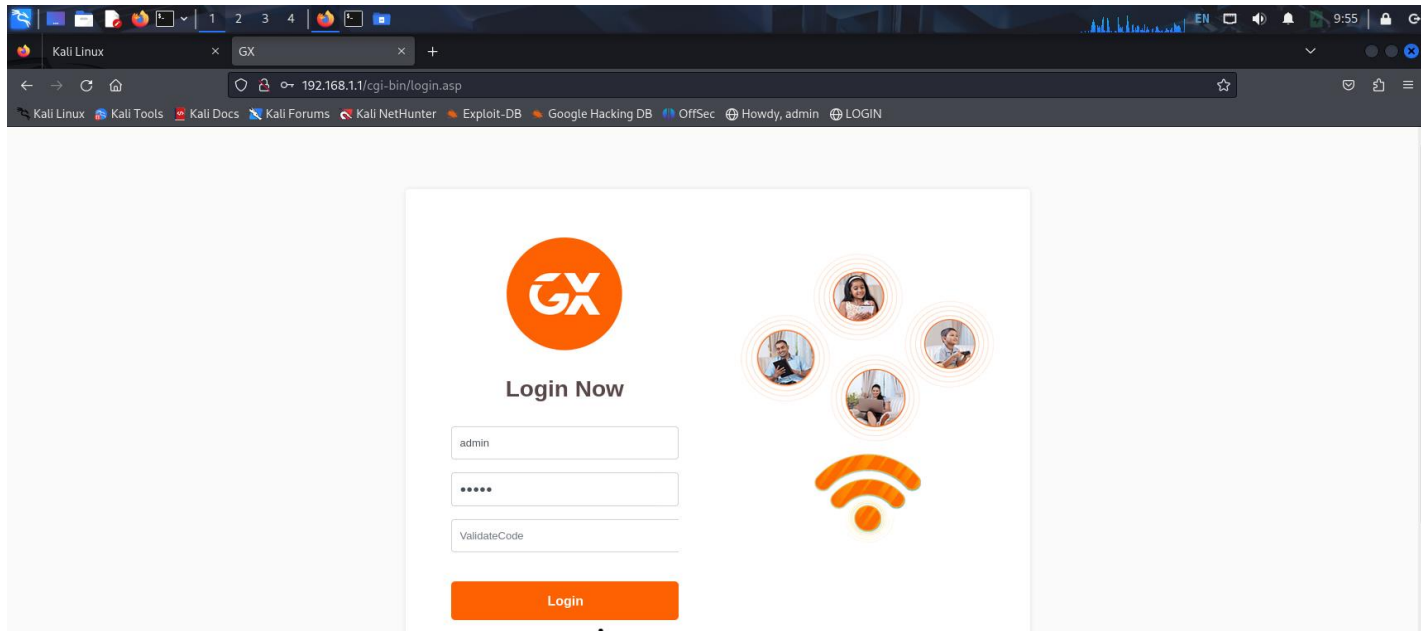 1 2 3 4 EN 9:55
Kali Linux GX
192.168.1.1/cgi-bin/login.asp
Kali Linux Kali Tools Kali Docs Kali Forums Kali NetHunter Exploit-DB Google Hacking DB OffSec Howdy, admin LOGIN
GX
Login Now
admin
•••••
ValidateCode
Login